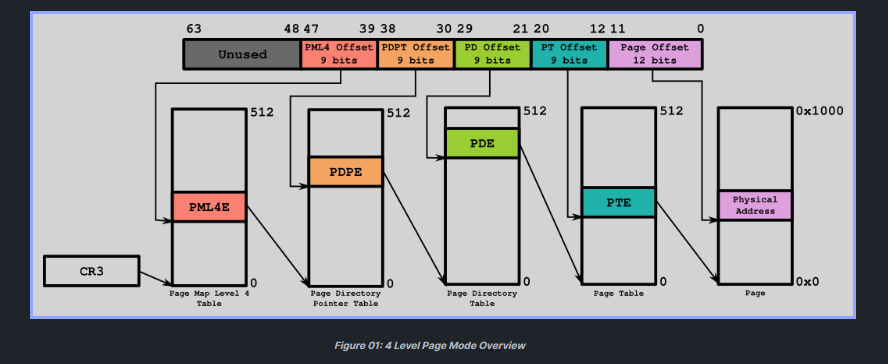 63 48 47 39 38 30 29 21 20 12 11 0
Unused
PML4 Offset
9 bits
PDPT Offset
9 bits
PD Offset
9 bits
PT Offset
9 bits
Page Offset
12 bits
512
PML4E
0
Page Map Level 4
Table
512
PDPE
0
Page Directory
Pointer Table
512
PDE
0
Page Directory
Table
512
PTE
0
Page Table
0x1000
Physical
Address
0x0
Page
CR3
Figure 01: 4 Level Page Mode Overview